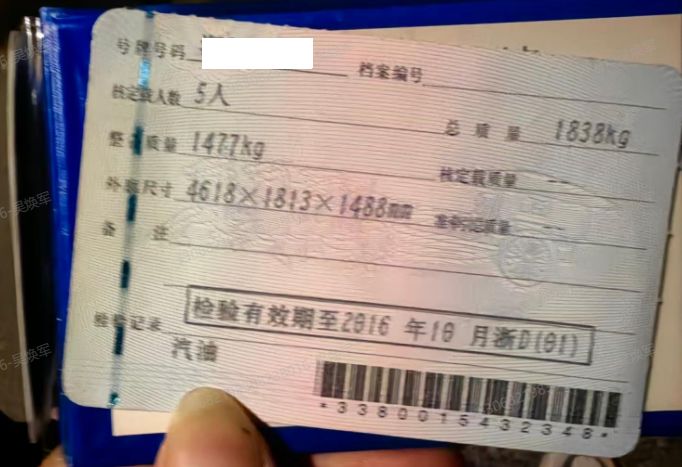 号牌号码 档案编号
核定载人数 5人 总质量 1838kg
整备质量 1477kg 核定载质量 --
外廓尺寸 4618×1813×1488mm 准牵引总质量 --
备 注
检验记录 检验有效期至2016 年10 月浙D(01)
汽油
*3380015432348*